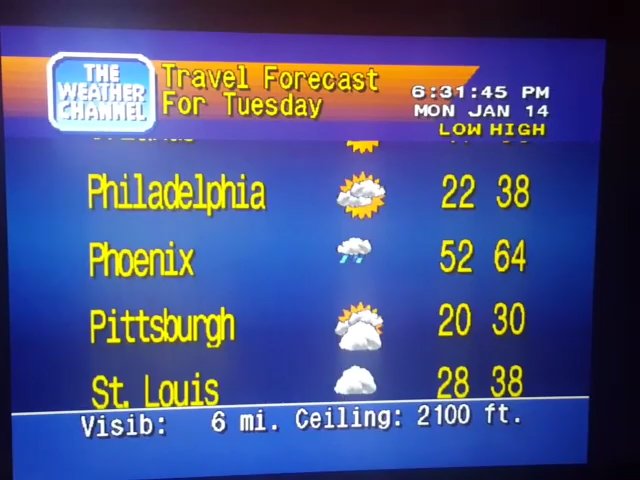 THE
WEATHER
CHANNEL
Travel Forecast
For Tuesday
6:31:45 PM
MON JAN 14
LOW HIGH
Philadelphia 22 38
Phoenix 52 64
Pittsburgh 20 30
St. Louis 28 38
Visib: 6 mi. Ceiling: 2100 ft.